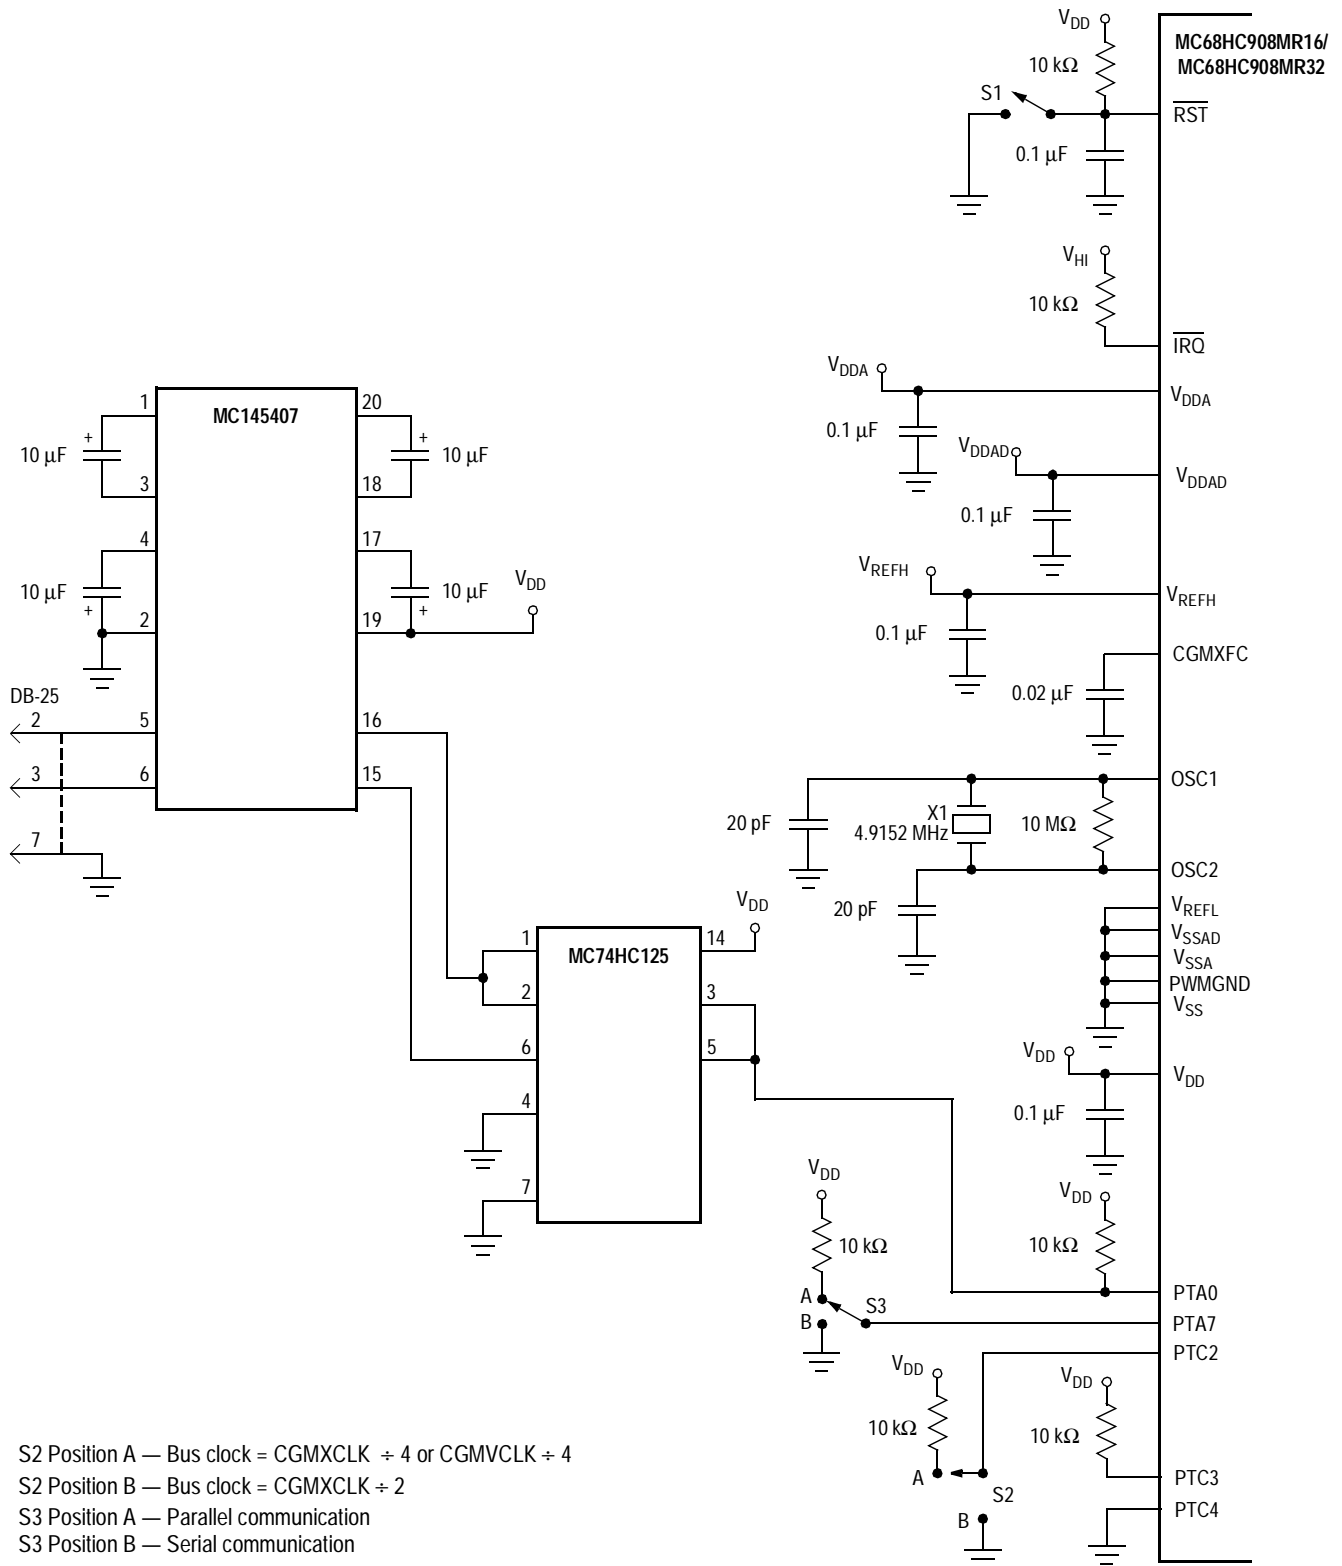 VDD
MC68HC908MR16/
MC68HC908MR32
10 kΩ
S1
RST
0.1 µF
VHI
10 kΩ
IRQ
VDDA
VDDA
0.1 µF
VDDAD
VDDAD
0.1 µF
VREFH
VREFH
0.1 µF
CGMXFC
0.02 µF
MC145407
1
20
10 µF
+
+
10 µF
3
18
4
17
10 µF
+
+
10 µF
VDD
2
19
DB-25
2
5
16
3
6
15
7
OSC1
20 pF
X1
4.9152 MHz
10 MΩ
OSC2
20 pF
VREFL
VSSAD
VSSA
PWMGND
VSS
VDD
MC74HC125
1
14
2
3
6
5
4
7
VDD
VDD
0.1 µF
VDD
10 kΩ
A
B
S3
VDD
10 kΩ
PTA0
PTA7
PTC2
VDD
10 kΩ
A
S2
B
VDD
10 kΩ
PTC3
PTC4
S2 Position A — Bus clock = CGMXCLK ÷ 4 or CGMVCLK ÷ 4
S2 Position B — Bus clock = CGMXCLK ÷ 2
S3 Position A — Parallel communication
S3 Position B — Serial communication